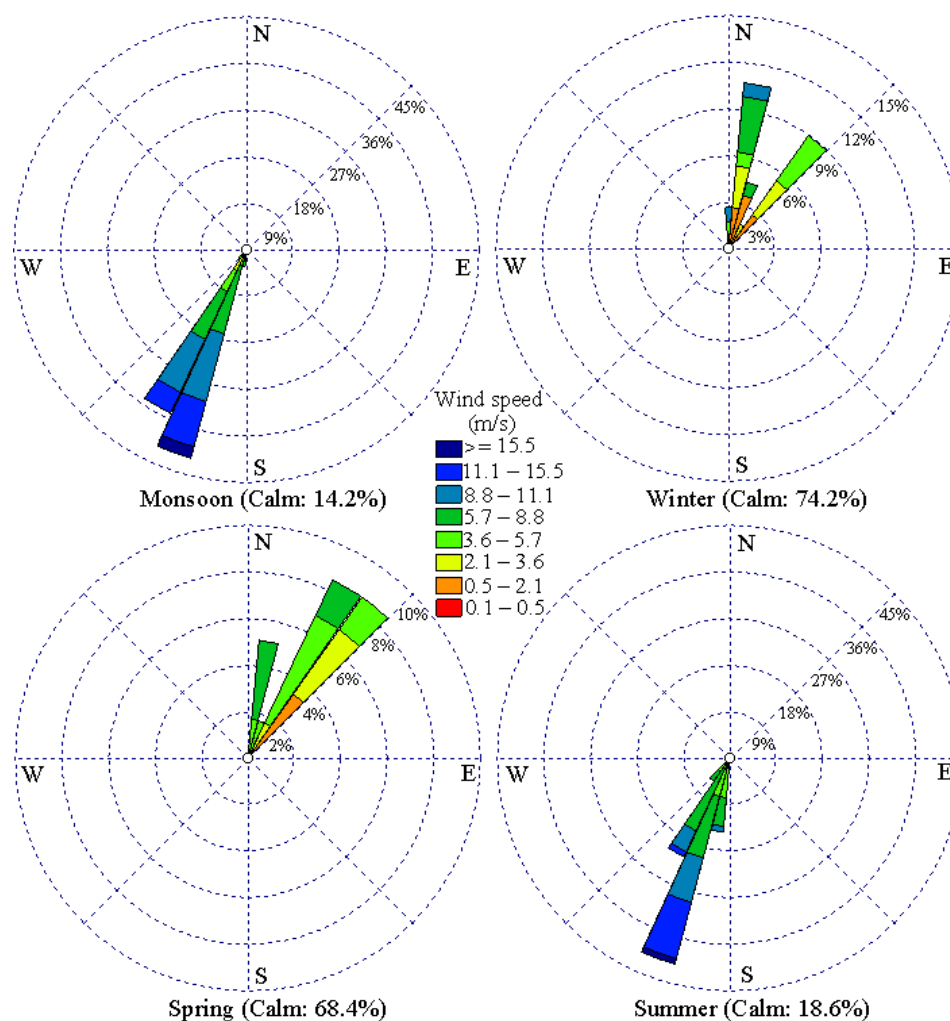 N
45%
36%
27%
18%
9%
W
E
S
Monsoon (Calm: 14.2%)
N
15%
12%
9%
6%
3%
W
E
S
Winter (Calm: 74.2%)
Wind speed
(m/s)
>= 15.5
11.1 – 15.5
8.8 – 11.1
5.7 – 8.8
3.6 – 5.7
2.1 – 3.6
0.5 – 2.1
0.1 – 0.5
N
10%
8%
6%
4%
2%
W
E
S
Spring (Calm: 68.4%)
N
45%
36%
27%
18%
9%
W
E
S
Summer (Calm: 18.6%)